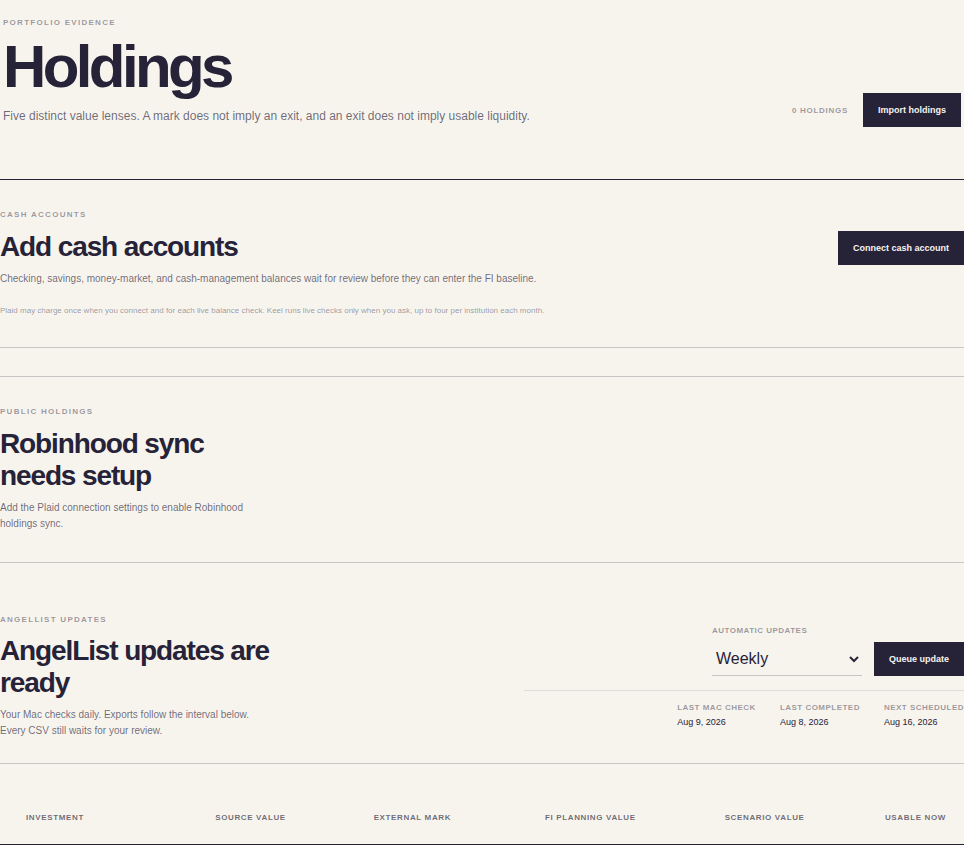 PORTFOLIO EVIDENCE
Holdings
Five distinct value lenses. A mark does not imply an exit, and an exit does not imply usable liquidity.
0 HOLDINGS
Import holdings
CASH ACCOUNTS
Add cash accounts
Connect cash account
Checking, savings, money-market, and cash-management balances wait for review before they can enter the FI baseline.
Plaid may charge once when you connect and for each live balance check. Keel runs live checks only when you ask, up to four per institution each month.
PUBLIC HOLDINGS
Robinhood sync
needs setup
Add the Plaid connection settings to enable Robinhood
holdings sync.
ANGELLIST UPDATES
AngelList updates are
ready
Your Mac checks daily. Exports follow the interval below.
Every CSV still waits for your review.
AUTOMATIC UPDATES
Weekly
Queue update
LAST MAC CHECK
Aug 9, 2026
LAST COMPLETED
Aug 8, 2026
NEXT SCHEDULED
Aug 16, 2026
INVESTMENT
SOURCE VALUE
EXTERNAL MARK
FI PLANNING VALUE
SCENARIO VALUE
USABLE NOW